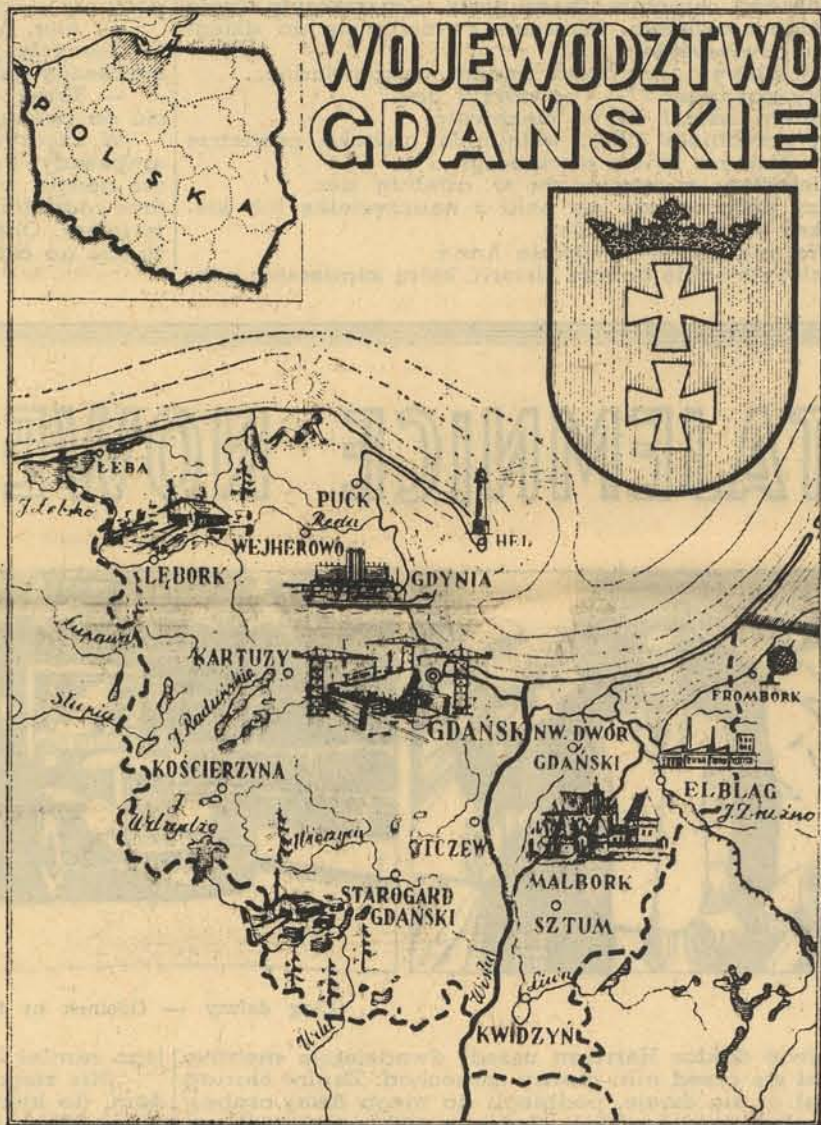 WOJEWÓDZTWO
GDAŃSKIE
POLSKA
ŁEBA
J. Łebsko
PUCK
Reda
HEL
WEJHEROWO
LĘBORK
GDYNIA
Łupawa
KARTUZY
FROMBORK
Słupia
J. Raduńskie
GDAŃSK
NW. DWÓR
GDAŃSKI
KOŚCIERZYNA
ELBLĄG
J.
Wdzydze
Wierzyca
TCZEW
MALBORK
STAROGARD
GDAŃSKI
SZTUM
Wisła
Liwa
Wda
KWIDZYŃ